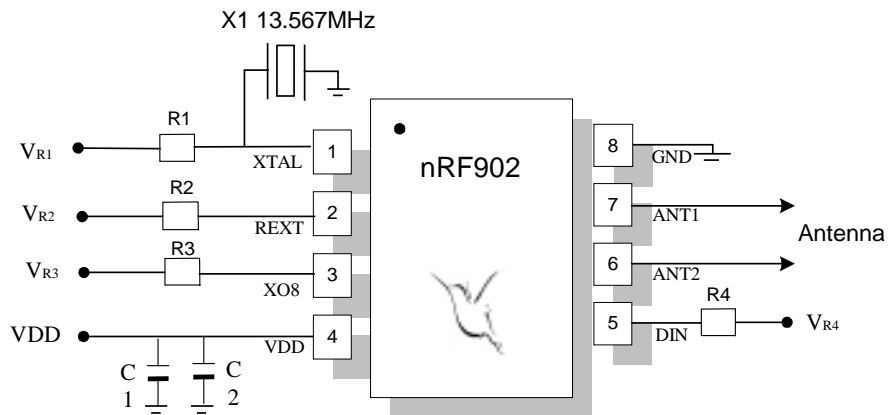 X1 13.567MHz
R1
VR1
XTAL
1
8
GND
nRF902
R2
VR2
REXT
2
7
ANT1
Antenna
R3
VR3
XO8
3
6
ANT2
R4
VDD
VDD
4
5
DIN
VR4
C
1
C
2